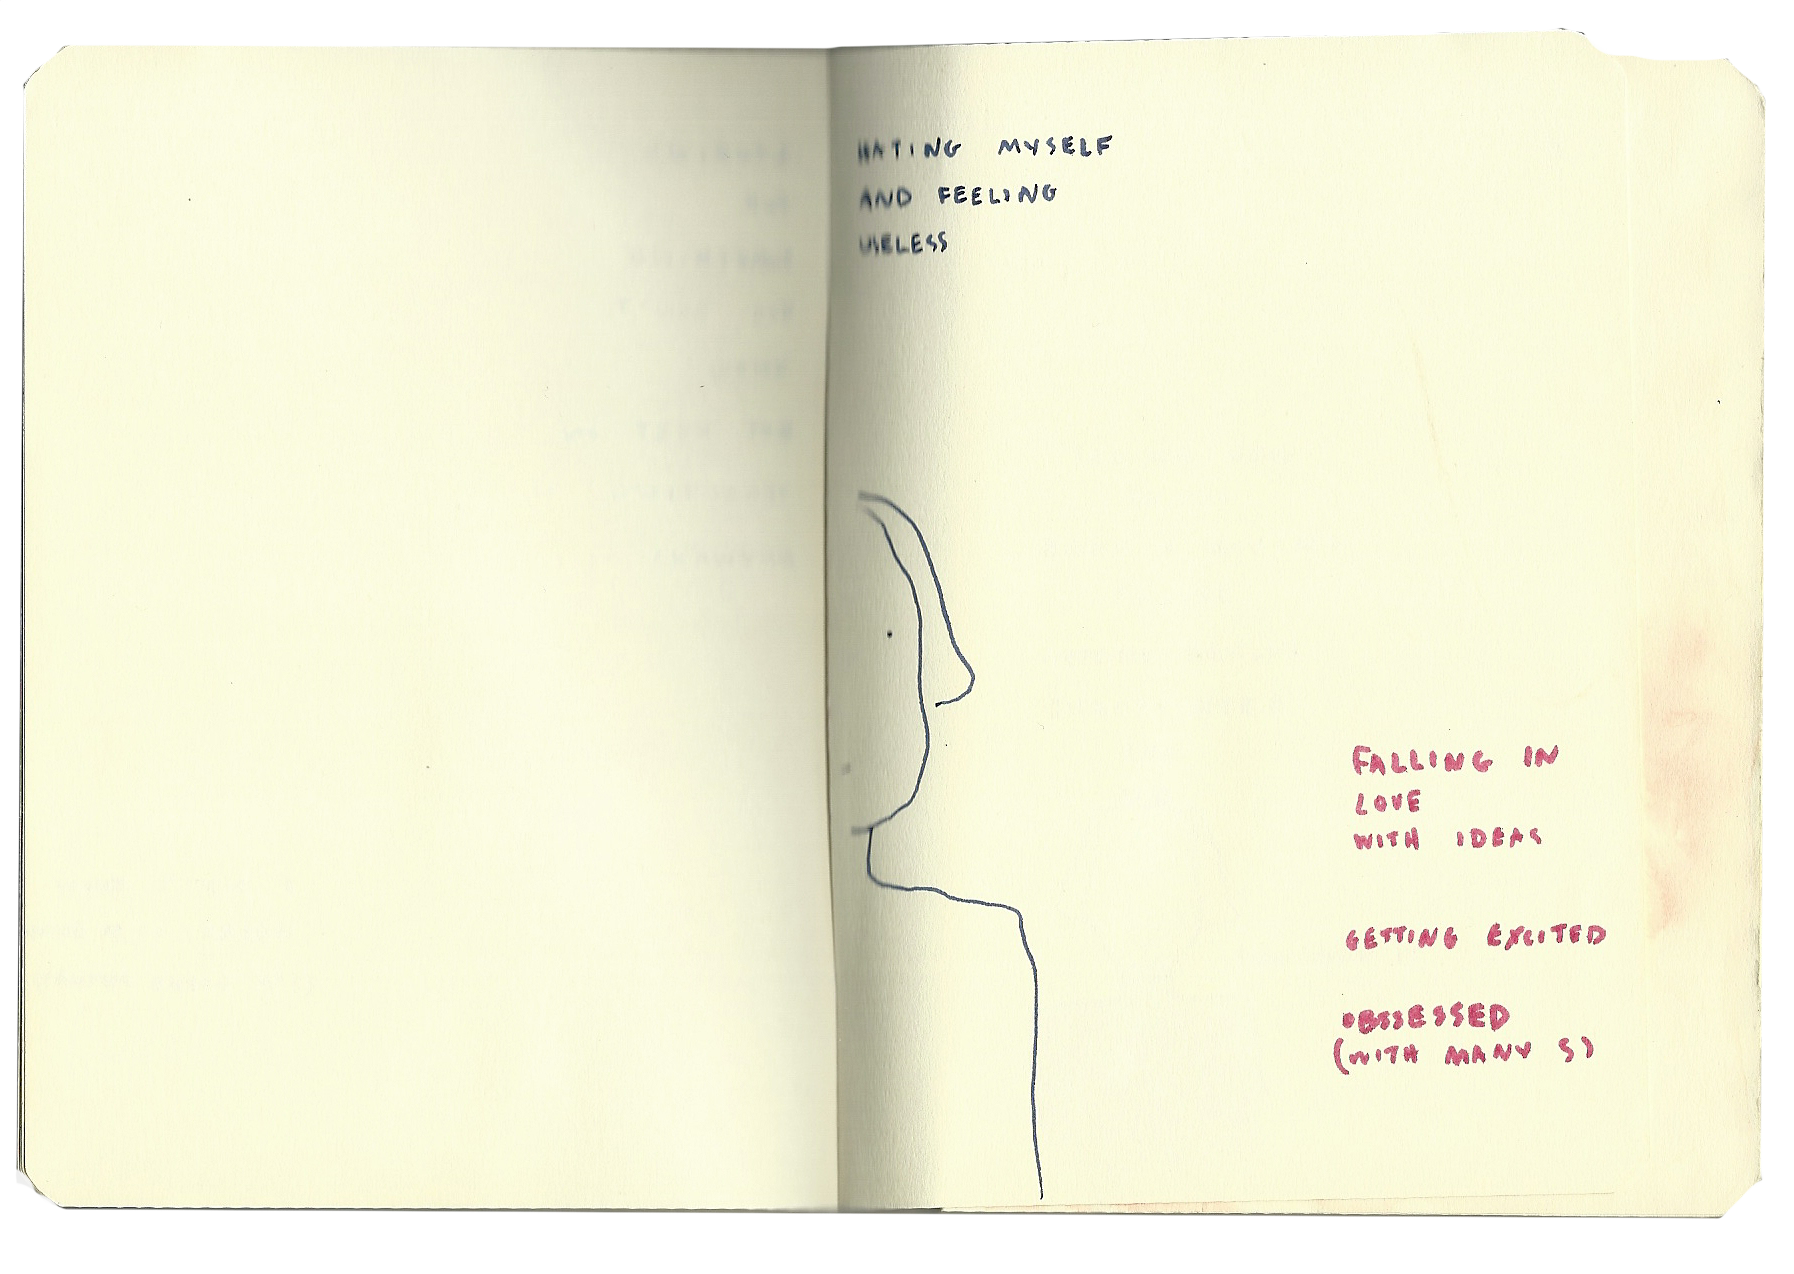 HATING MYSELF
AND FEELING
USELESS
FALLING IN
LOVE
WITH IDEAS
GETTING EXCITED
OBSSESSED
(WITH MANY S)